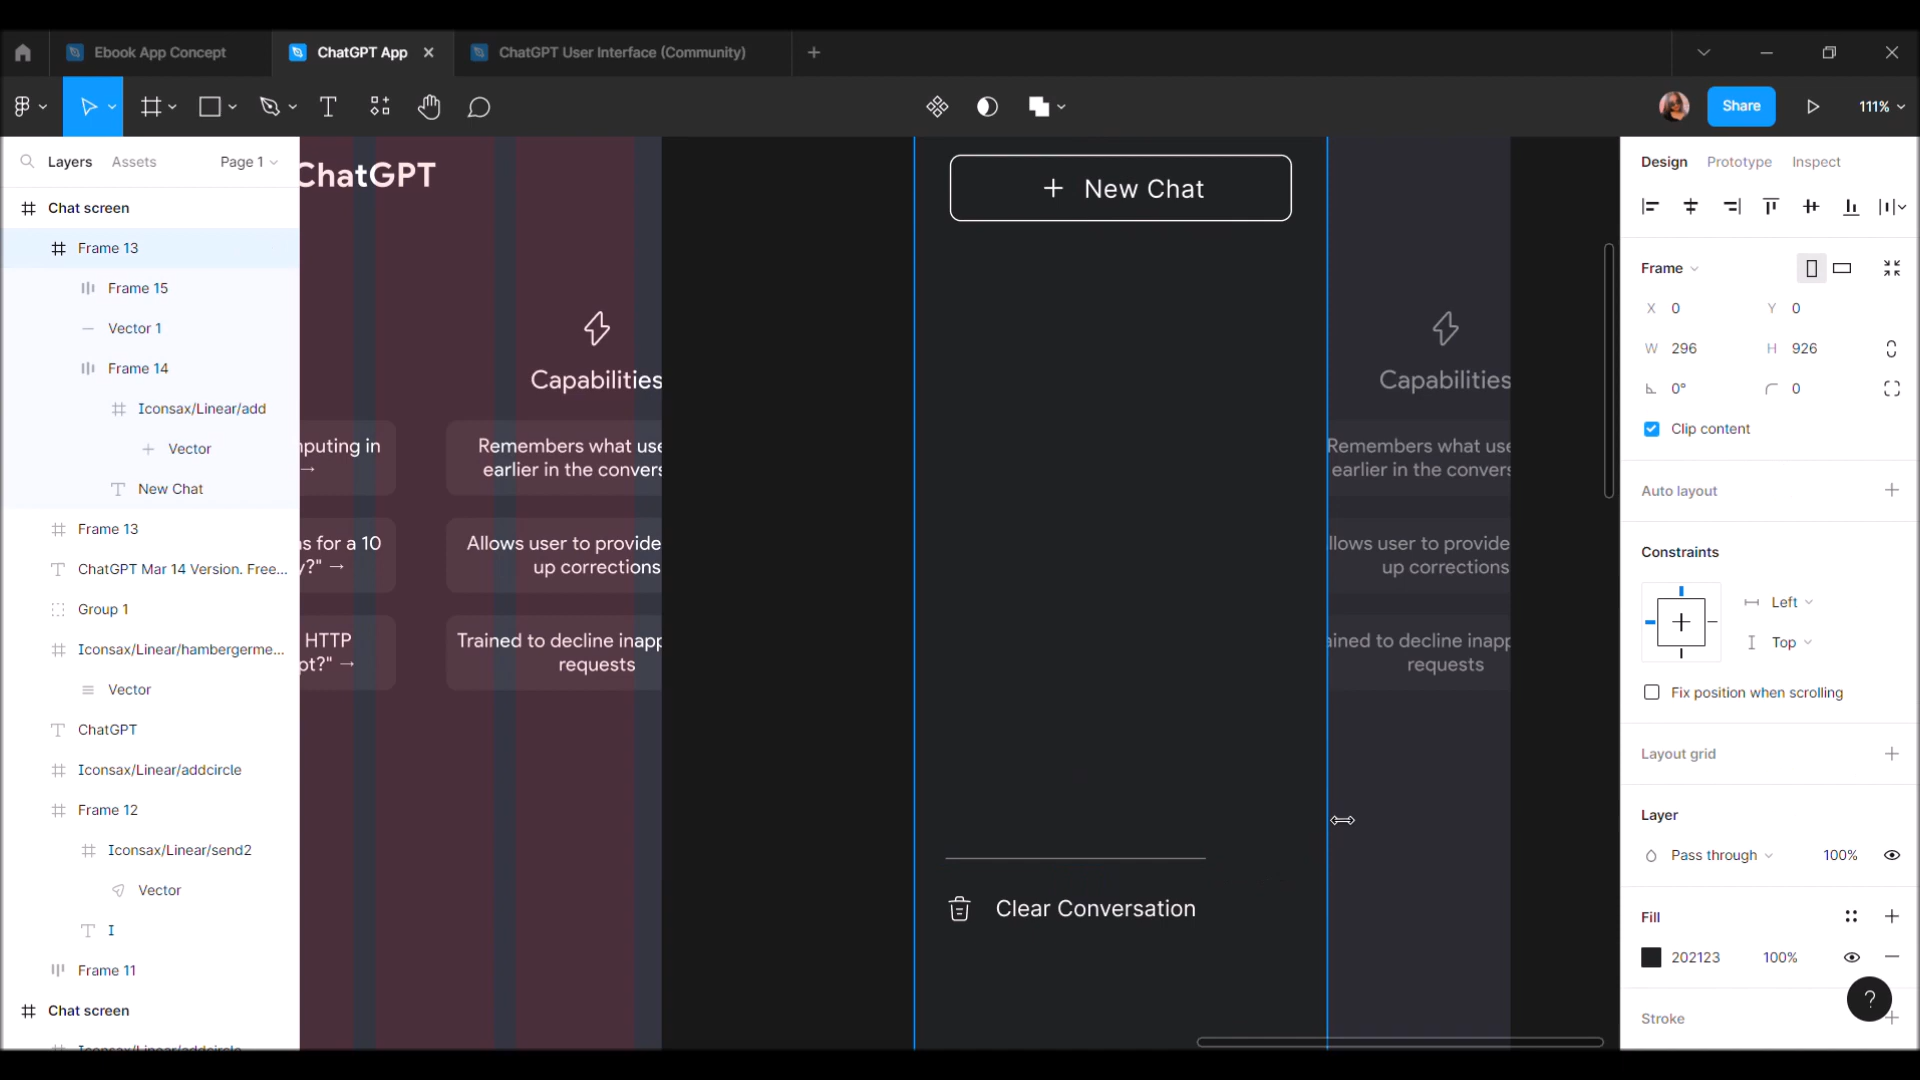 Ebook App Concept
ChatGPT App
ChatGPT User Interface (Community)
Share
111%
Layers
Assets
Page 1
Chat screen
Frame 13
Frame 15
Vector 1
Frame 14
Iconsax/Linear/add
Vector
New Chat
Frame 13
ChatGPT Mar 14 Version. Free...
Group 1
Iconsax/Linear/hambergerme...
Vector
ChatGPT
Iconsax/Linear/addcircle
Frame 12
Iconsax/Linear/send2
Vector
I
Frame 11
Chat screen
Iconsax/Linear/addcircle
ChatGPT
Capabilities
puting in
→
Remembers what use
earlier in the convers
s for a 10
y?" →
Allows user to provide
up corrections
HTTP
pt?" →
Trained to decline inapp
requests
New Chat
Clear Conversation
Capabilities
Remembers what use
earlier in the convers
llows user to provide
up corrections
ained to decline inapp
requests
Design
Prototype
Inspect
Frame
X 0
Y 0
W 296
H 926
0°
0
Clip content
Auto layout
Constraints
Left
Top
Fix position when scrolling
Layout grid
Layer
Pass through
100%
Fill
202123
100%
?
Stroke